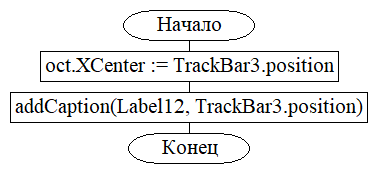 Начало
oct.XCenter := TrackBar3.position
addCaption(Label12, TrackBar3.position)
Конец